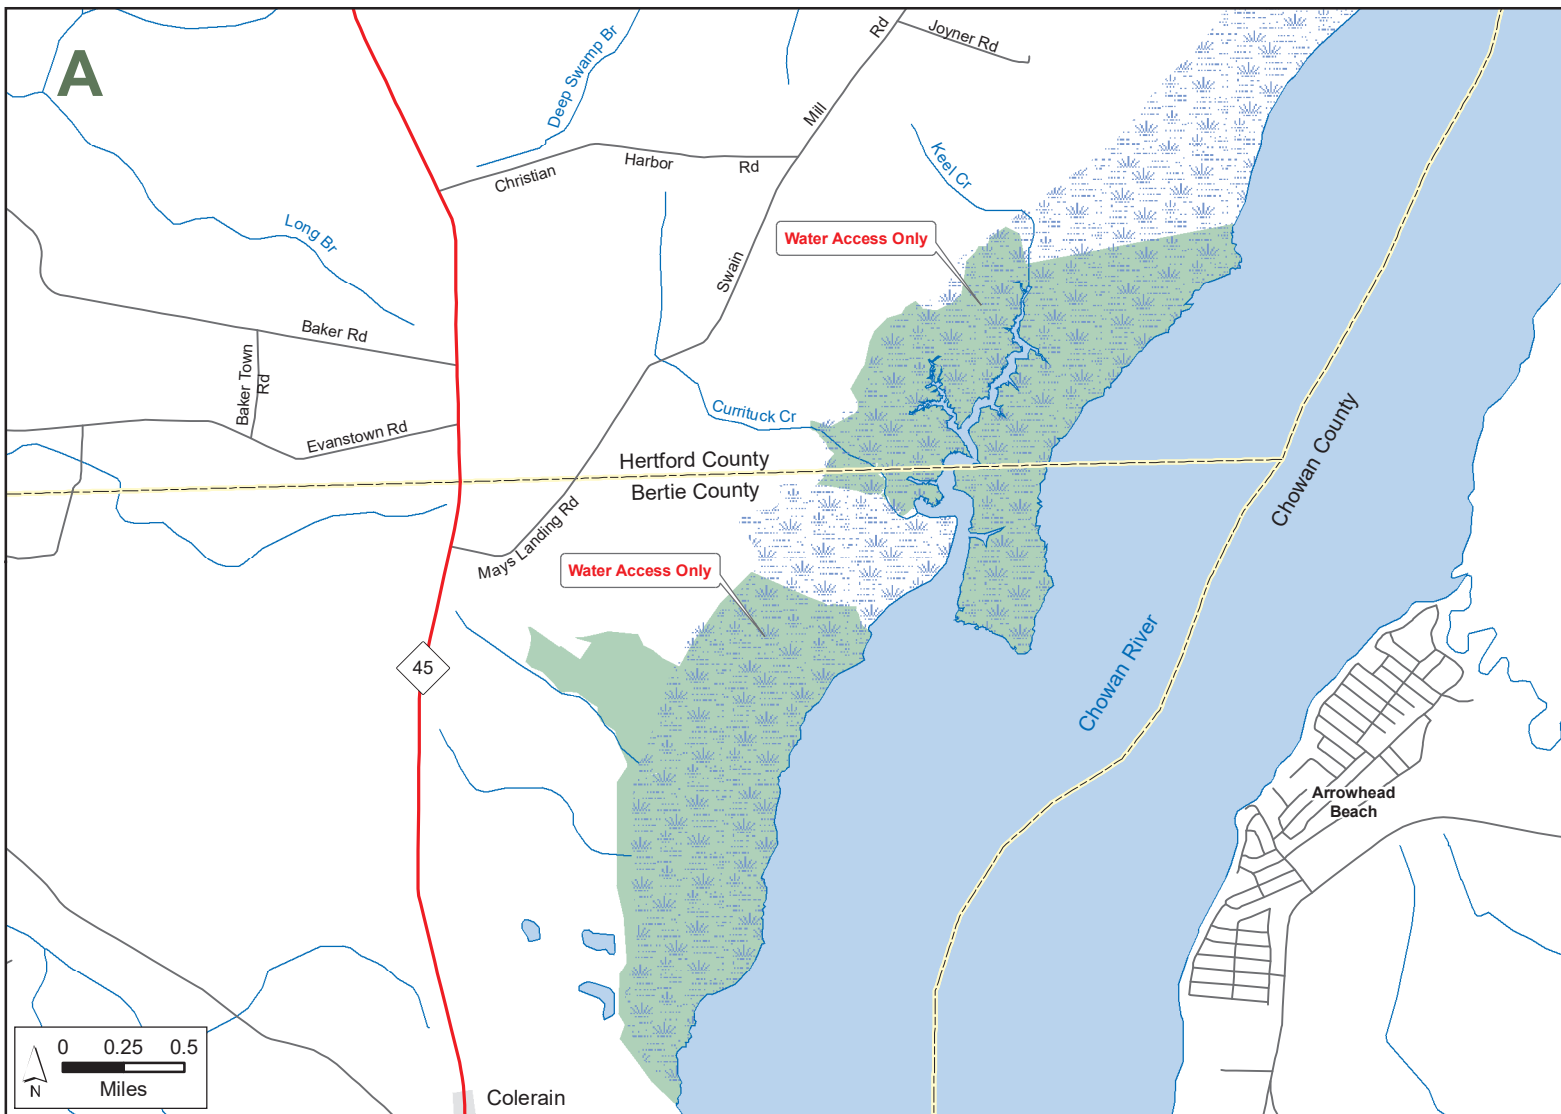 A
Deep Swamp Br
Rd
Joyner Rd
Mill
Christian
Harbor
Rd
Keel Cr
Long Br
Water Access Only
Swain
Baker Rd
Baker Town
Rd
Currituck Cr
Evanstown Rd
Hertford County
Bertie County
Chowan County
Mays Landing Rd
Water Access Only
45
Chowan River
Arrowhead
Beach
0 0.25 0.5
N
Miles
Colerain